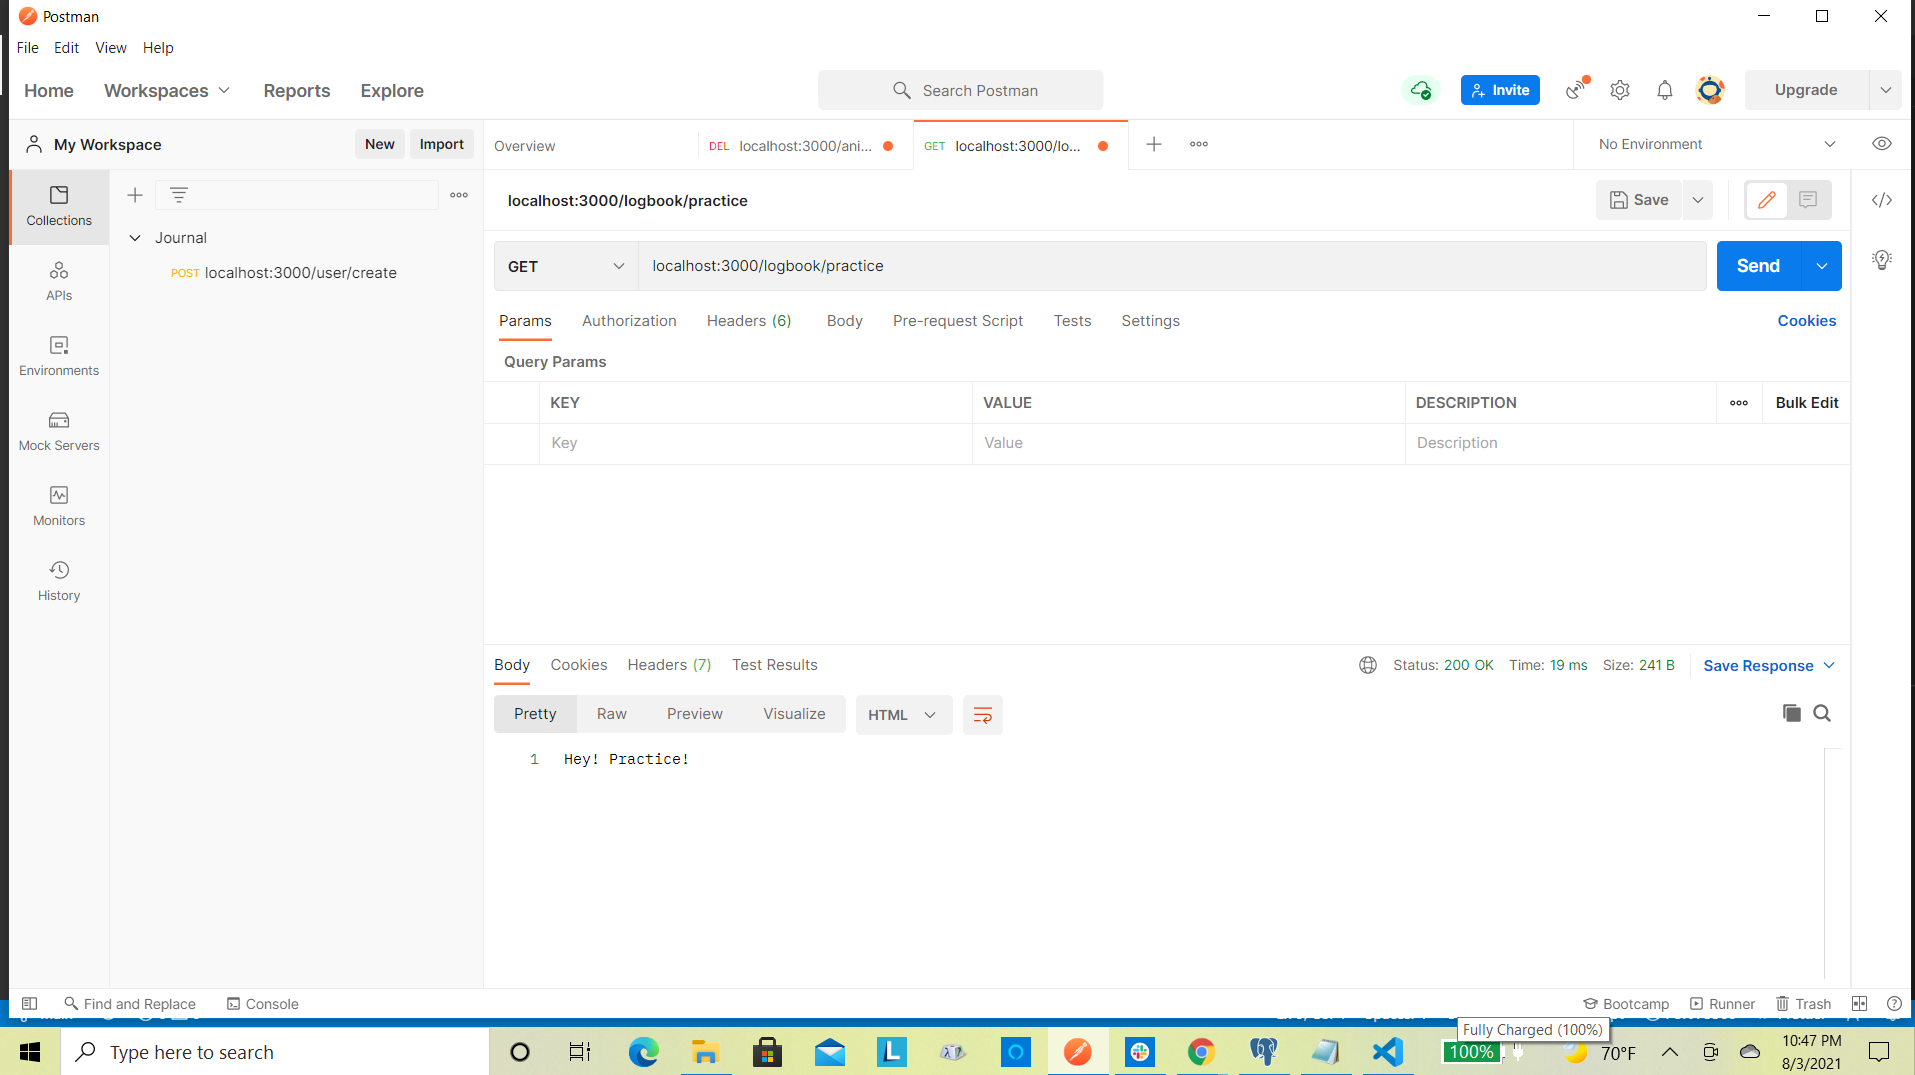 Postman
File Edit View Help
Home Workspaces Reports Explore
Search Postman
Invite
Upgrade
My Workspace
New
Import
Overview
DEL localhost:3000/ani...
GET localhost:3000/lo...
No Environment
Collections
APIs
Environments
Mock Servers
Monitors
History
Journal
POST localhost:3000/user/create
localhost:3000/logbook/practice
Save
GET
localhost:3000/logbook/practice
Send
Params Authorization Headers (6) Body Pre-request Script Tests Settings
Cookies
Query Params
KEY VALUE DESCRIPTION
Bulk Edit
Key Value Description
Body Cookies Headers (7) Test Results
Status: 200 OK Time: 19 ms Size: 241 B
Save Response
Pretty Raw Preview Visualize
HTML
1 Hey! Practice!
Find and Replace
Console
Bootcamp
Runner
Trash
Fully Charged (100%)
Type here to search
100%
70°F
10:47 PM
8/3/2021